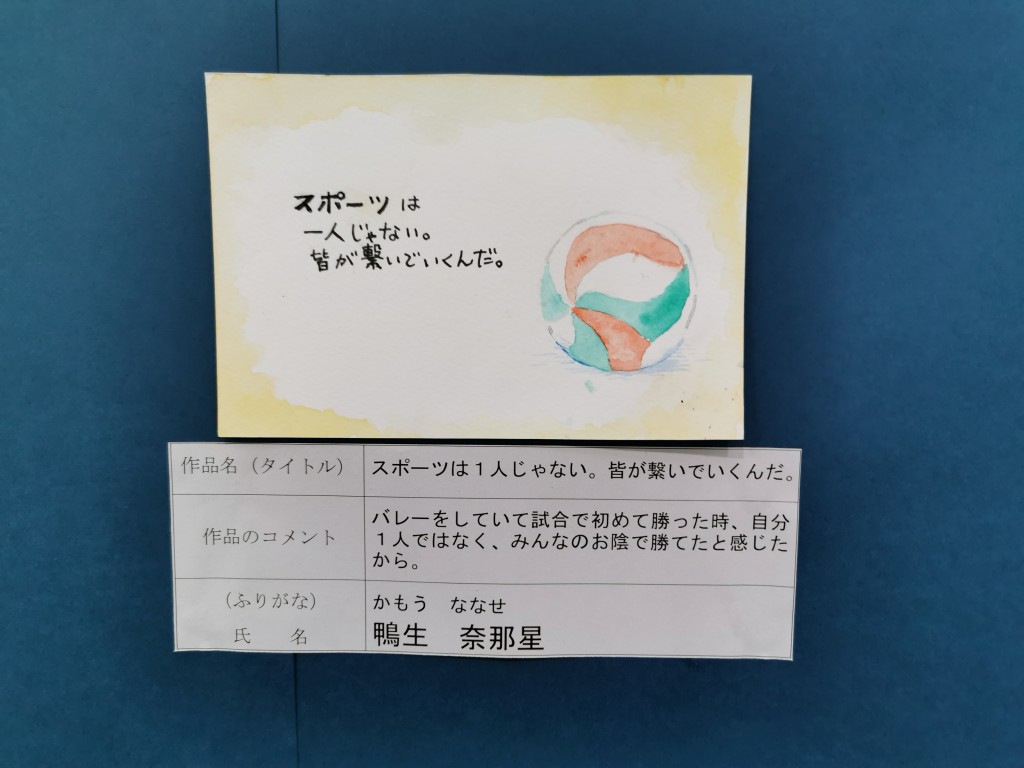 スポーツは
一人じゃない。
皆が繋いでいくんだ。
作品名（タイトル）
スポーツは１人じゃない。皆が繋いでいくんだ。
作品のコメント
バレーをしていて試合で初めて勝った時、自分
１人ではなく、みんなのお陰で勝てたと感じた
から。
（ふりがな）
かもう　ななせ
氏　　名
鴨生　奈那星